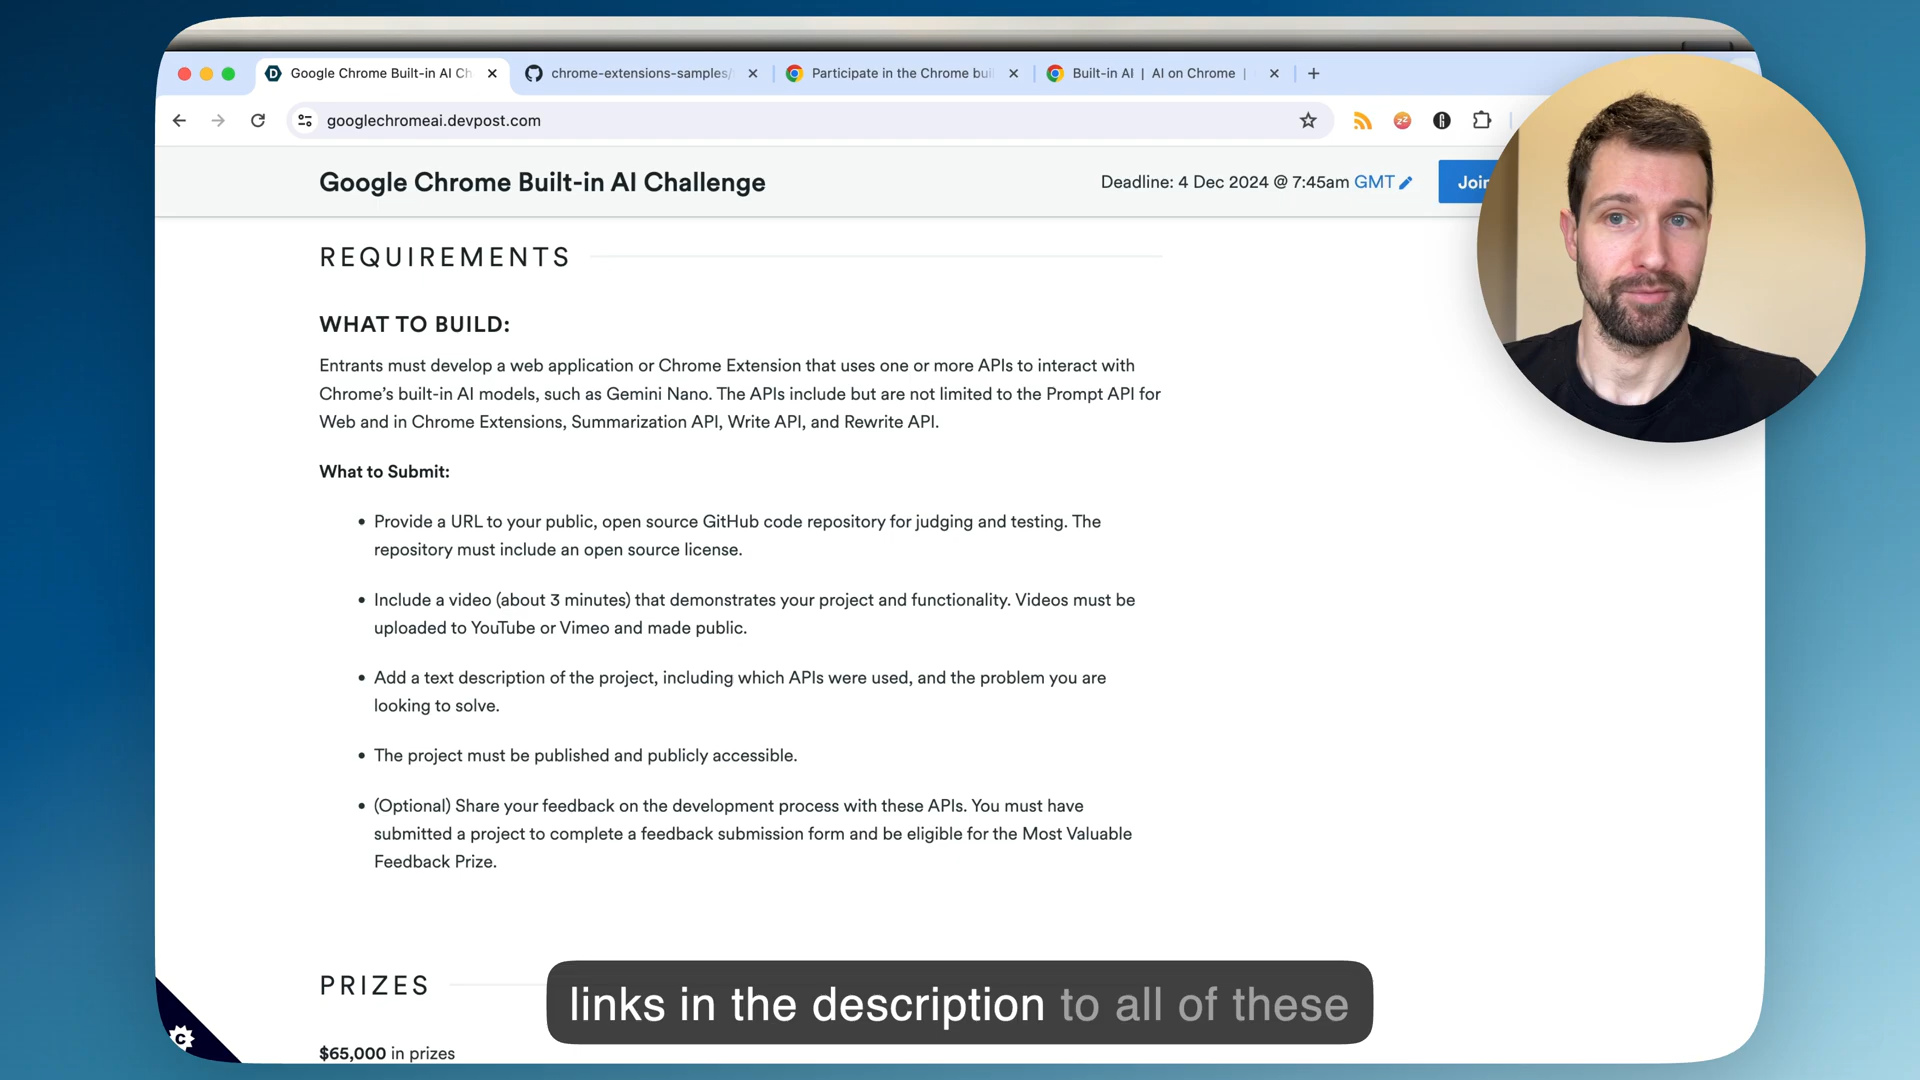 Google Chrome Built-in AI Ch
chrome-extensions-samples/
Participate in the Chrome bui
Built-in AI | AI on Chrome |
googlechromeai.devpost.com
Google Chrome Built-in AI Challenge
Deadline: 4 Dec 2024 @ 7:45am GMT
Join
REQUIREMENTS
WHAT TO BUILD:
Entrants must develop a web application or Chrome Extension that uses one or more APIs to interact with
Chrome’s built-in AI models, such as Gemini Nano. The APIs include but are not limited to the Prompt API for
Web and in Chrome Extensions, Summarization API, Write API, and Rewrite API.
What to Submit:
• Provide a URL to your public, open source GitHub code repository for judging and testing. The
repository must include an open source license.
• Include a video (about 3 minutes) that demonstrates your project and functionality. Videos must be
uploaded to YouTube or Vimeo and made public.
• Add a text description of the project, including which APIs were used, and the problem you are
looking to solve.
• The project must be published and publicly accessible.
• (Optional) Share your feedback on the development process with these APIs. You must have
submitted a project to complete a feedback submission form and be eligible for the Most Valuable
Feedback Prize.
PRIZES
links in the description to all of these
$65,000 in prizes